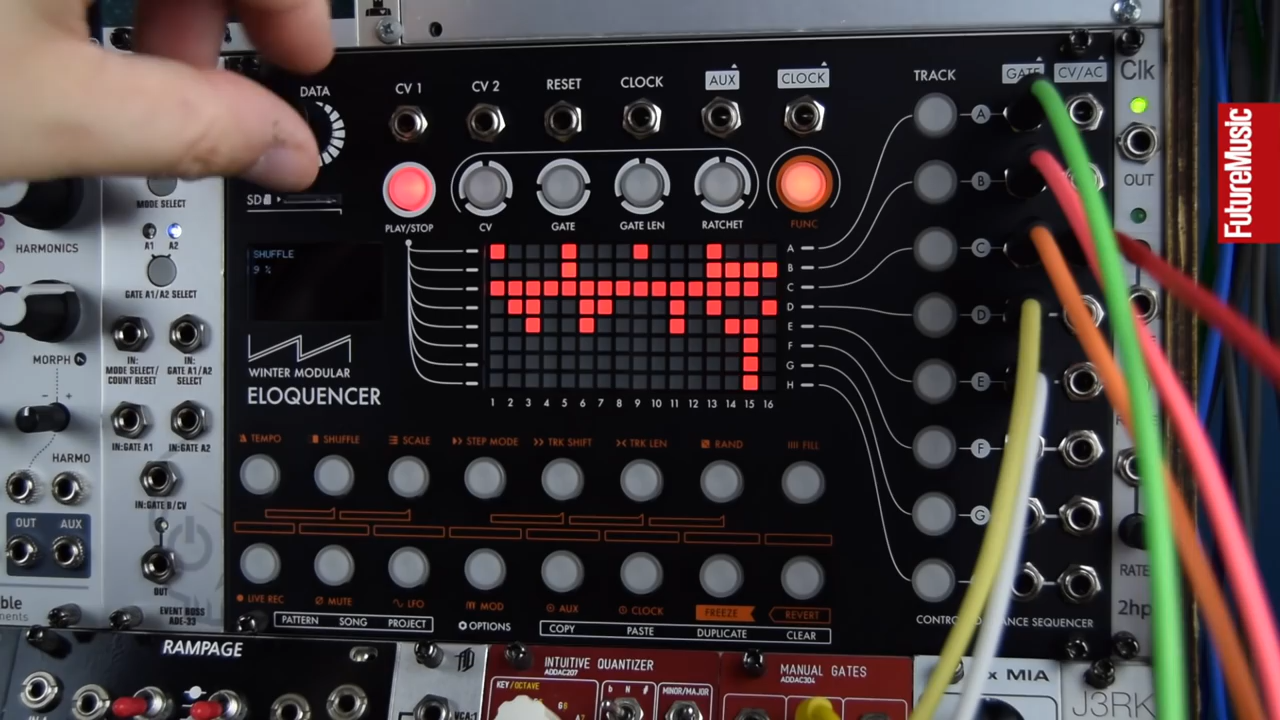 DATA
CV 1
CV 2
RESET
CLOCK
AUX
CLOCK
TRACK
GATE
CV/AC
Clk
FutureMusic
OUT
SD
PLAY/STOP
CV
GATE
GATE LEN
RATCHET
FUNC
MODE SELECT
A1 A2
GATE A1/A2 SELECT
HARMONICS
MORPH
HARMO
OUT AUX
IN:
MODE SELECT/
COUNT RESET
IN:
GATE A1/A2
SELECT
IN:GATE A1
IN:GATE A2
IN:GATE B/CV
OUT
EVENT BOSS
ADE-33
SHUFFLE
9 %
WINTER MODULAR
ELOQUENCER
A
B
C
D
E
F
G
H
A
B
C
D
E
F
G
1 2 3 4 5 6 7 8 9 10 11 12 13 14 15 16
TEMPO
SHUFFLE
SCALE
STEP MODE
TRK SHIFT
TRK LEN
RAND
FILL
LIVE REC
MUTE
LFO
MOD
AUX
CLOCK
FREEZE
REVERT
PATTERN
SONG
PROJECT
OPTIONS
COPY
PASTE
DUPLICATE
CLEAR
RATE
2hp
RAMPAGE
INTUITIVE QUANTIZER
ADDAC207
KEY/OCTAVE
MINOR/MAJOR
MANUAL GATES
ADDAC304
MIA
J3RK